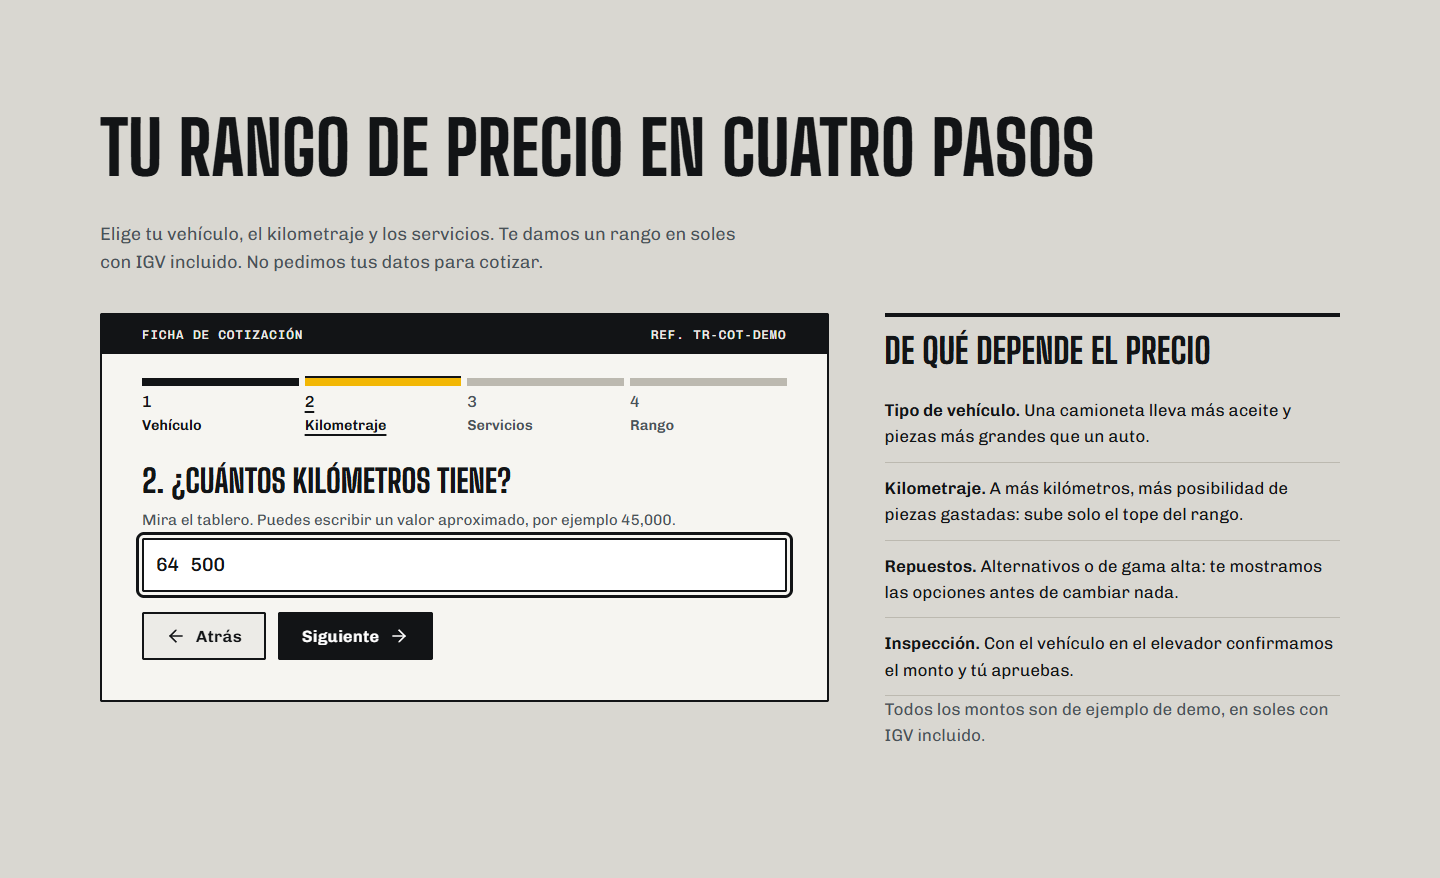 TU RANGO DE PRECIO EN CUATRO PASOS
Elige tu vehículo, el kilometraje y los servicios. Te damos un rango en soles
con IGV incluido. No pedimos tus datos para cotizar.
FICHA DE COTIZACIÓN
REF. TR-COT-DEMO
1
Vehículo
2
Kilometraje
3
Servicios
4
Rango
2. ¿CUÁNTOS KILÓMETROS TIENE?
Mira el tablero. Puedes escribir un valor aproximado, por ejemplo 45,000.
64 500
← Atrás
Siguiente →
DE QUÉ DEPENDE EL PRECIO
Tipo de vehículo. Una camioneta lleva más aceite y
piezas más grandes que un auto.
Kilometraje. A más kilómetros, más posibilidad de
piezas gastadas: sube solo el tope del rango.
Repuestos. Alternativos o de gama alta: te mostramos
las opciones antes de cambiar nada.
Inspección. Con el vehículo en el elevador confirmamos
el monto y tú apruebas.
Todos los montos son de ejemplo de demo, en soles con
IGV incluido.